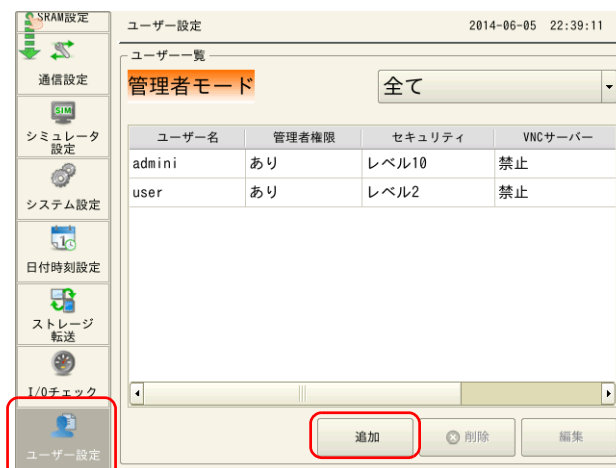 SRAM設定
通信設定
SIM
シミュレータ
設定
システム設定
日付時刻設定
ストレージ
転送
I/Oチェック
ユーザー設定
ユーザー設定 2014-06-05 22:39:11
ユーザー一覧
管理者モード 全て
ユーザー名 管理者権限 セキュリティ VNCサーバー
admini あり レベル10 禁止
user あり レベル2 禁止
追加 削除 編集